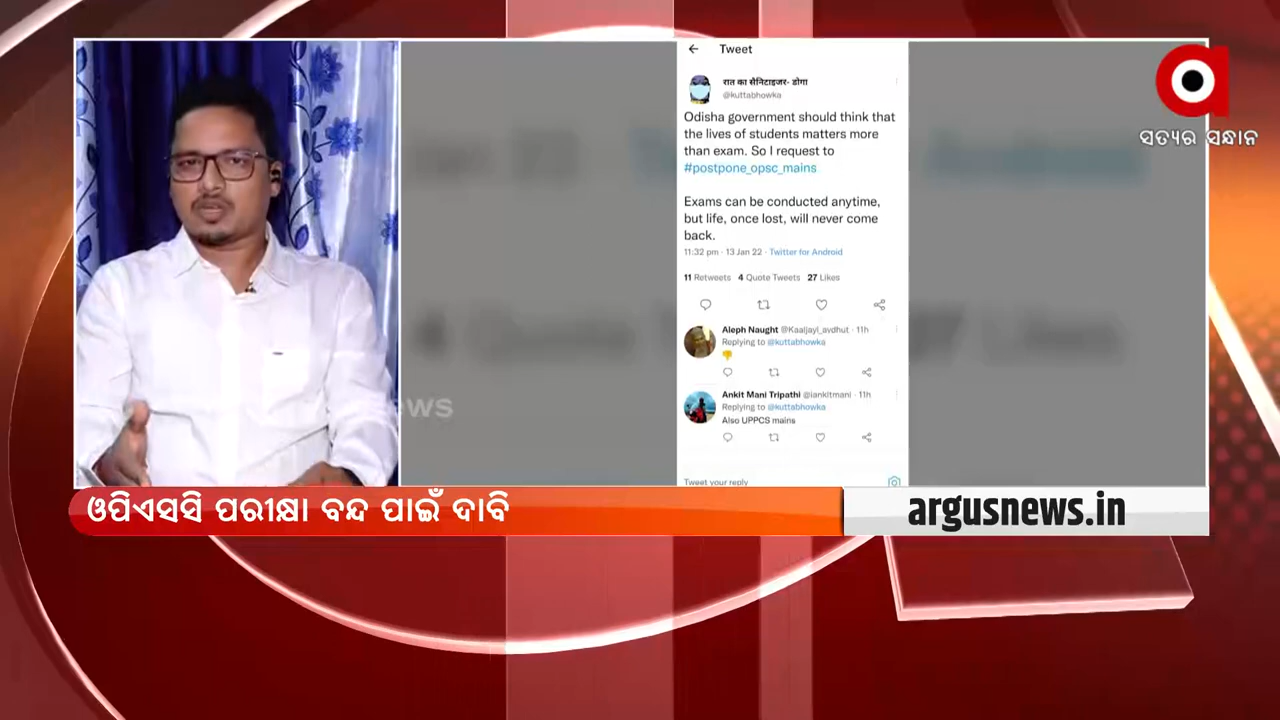 Tweet
रात का सैनिटाइजर- डोगा
@kuttabhowka
Odisha government should think that
the lives of students matters more
than exam. So I request to
#postpone_opsc_mains
Exams can be conducted anytime,
but life, once lost, will never come
back.
11:32 pm · 13 Jan 22 · Twitter for Android
11 Retweets 4 Quote Tweets 27 Likes
Aleph Naught @Kaaljayi_avdhut · 11h
Replying to @kuttabhowka
👎
Ankit Mani Tripathi @iankitmani · 11h
Replying to @kuttabhowka
Also UPPCS mains
Tweet your reply
ସତ୍ୟର ସନ୍ଧାନ
ଓପିଏସସି ପରୀକ୍ଷା ବନ୍ଦ ପାଇଁ ଦାବି
argusnews.in